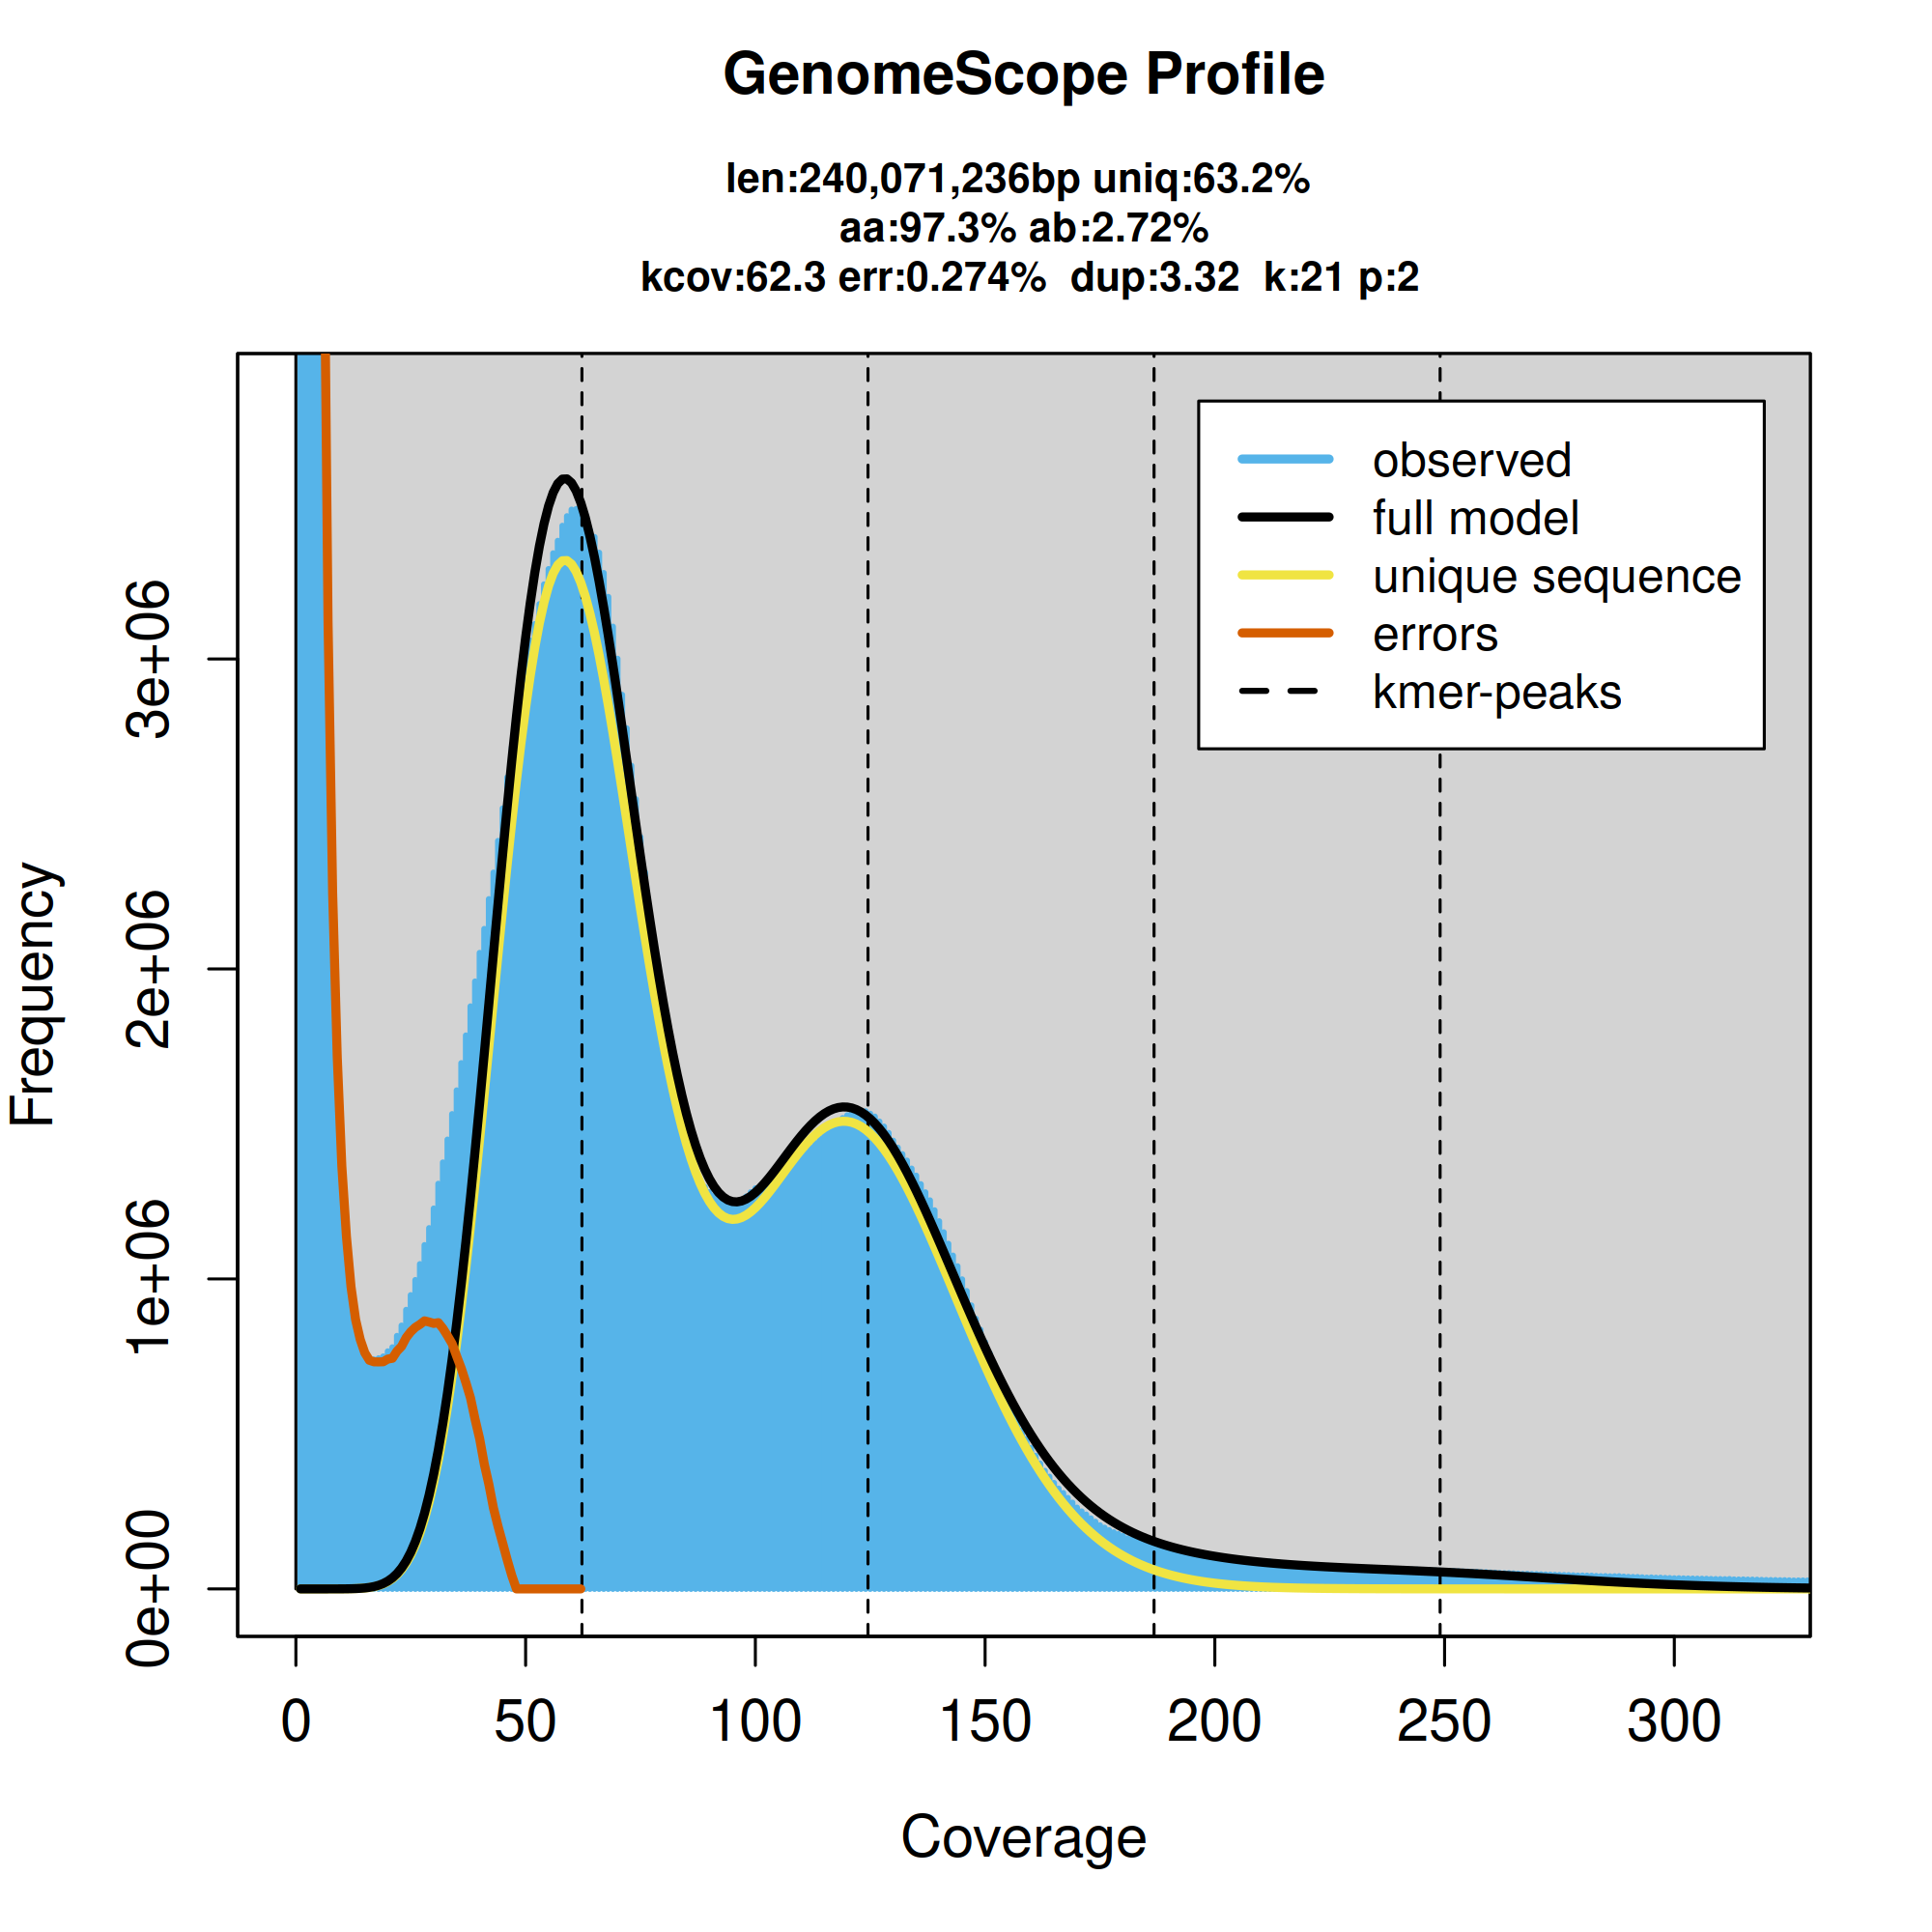 GenomeScope Profile
len:240,071,236bp uniq:63.2%
aa:97.3% ab:2.72%
kcov:62.3 err:0.274% dup:3.32 k:21 p:2
observed
full model
unique sequence
errors
kmer-peaks
Frequency
3e+06
2e+06
1e+06
0e+00
0 50 100 150 200 250 300
Coverage